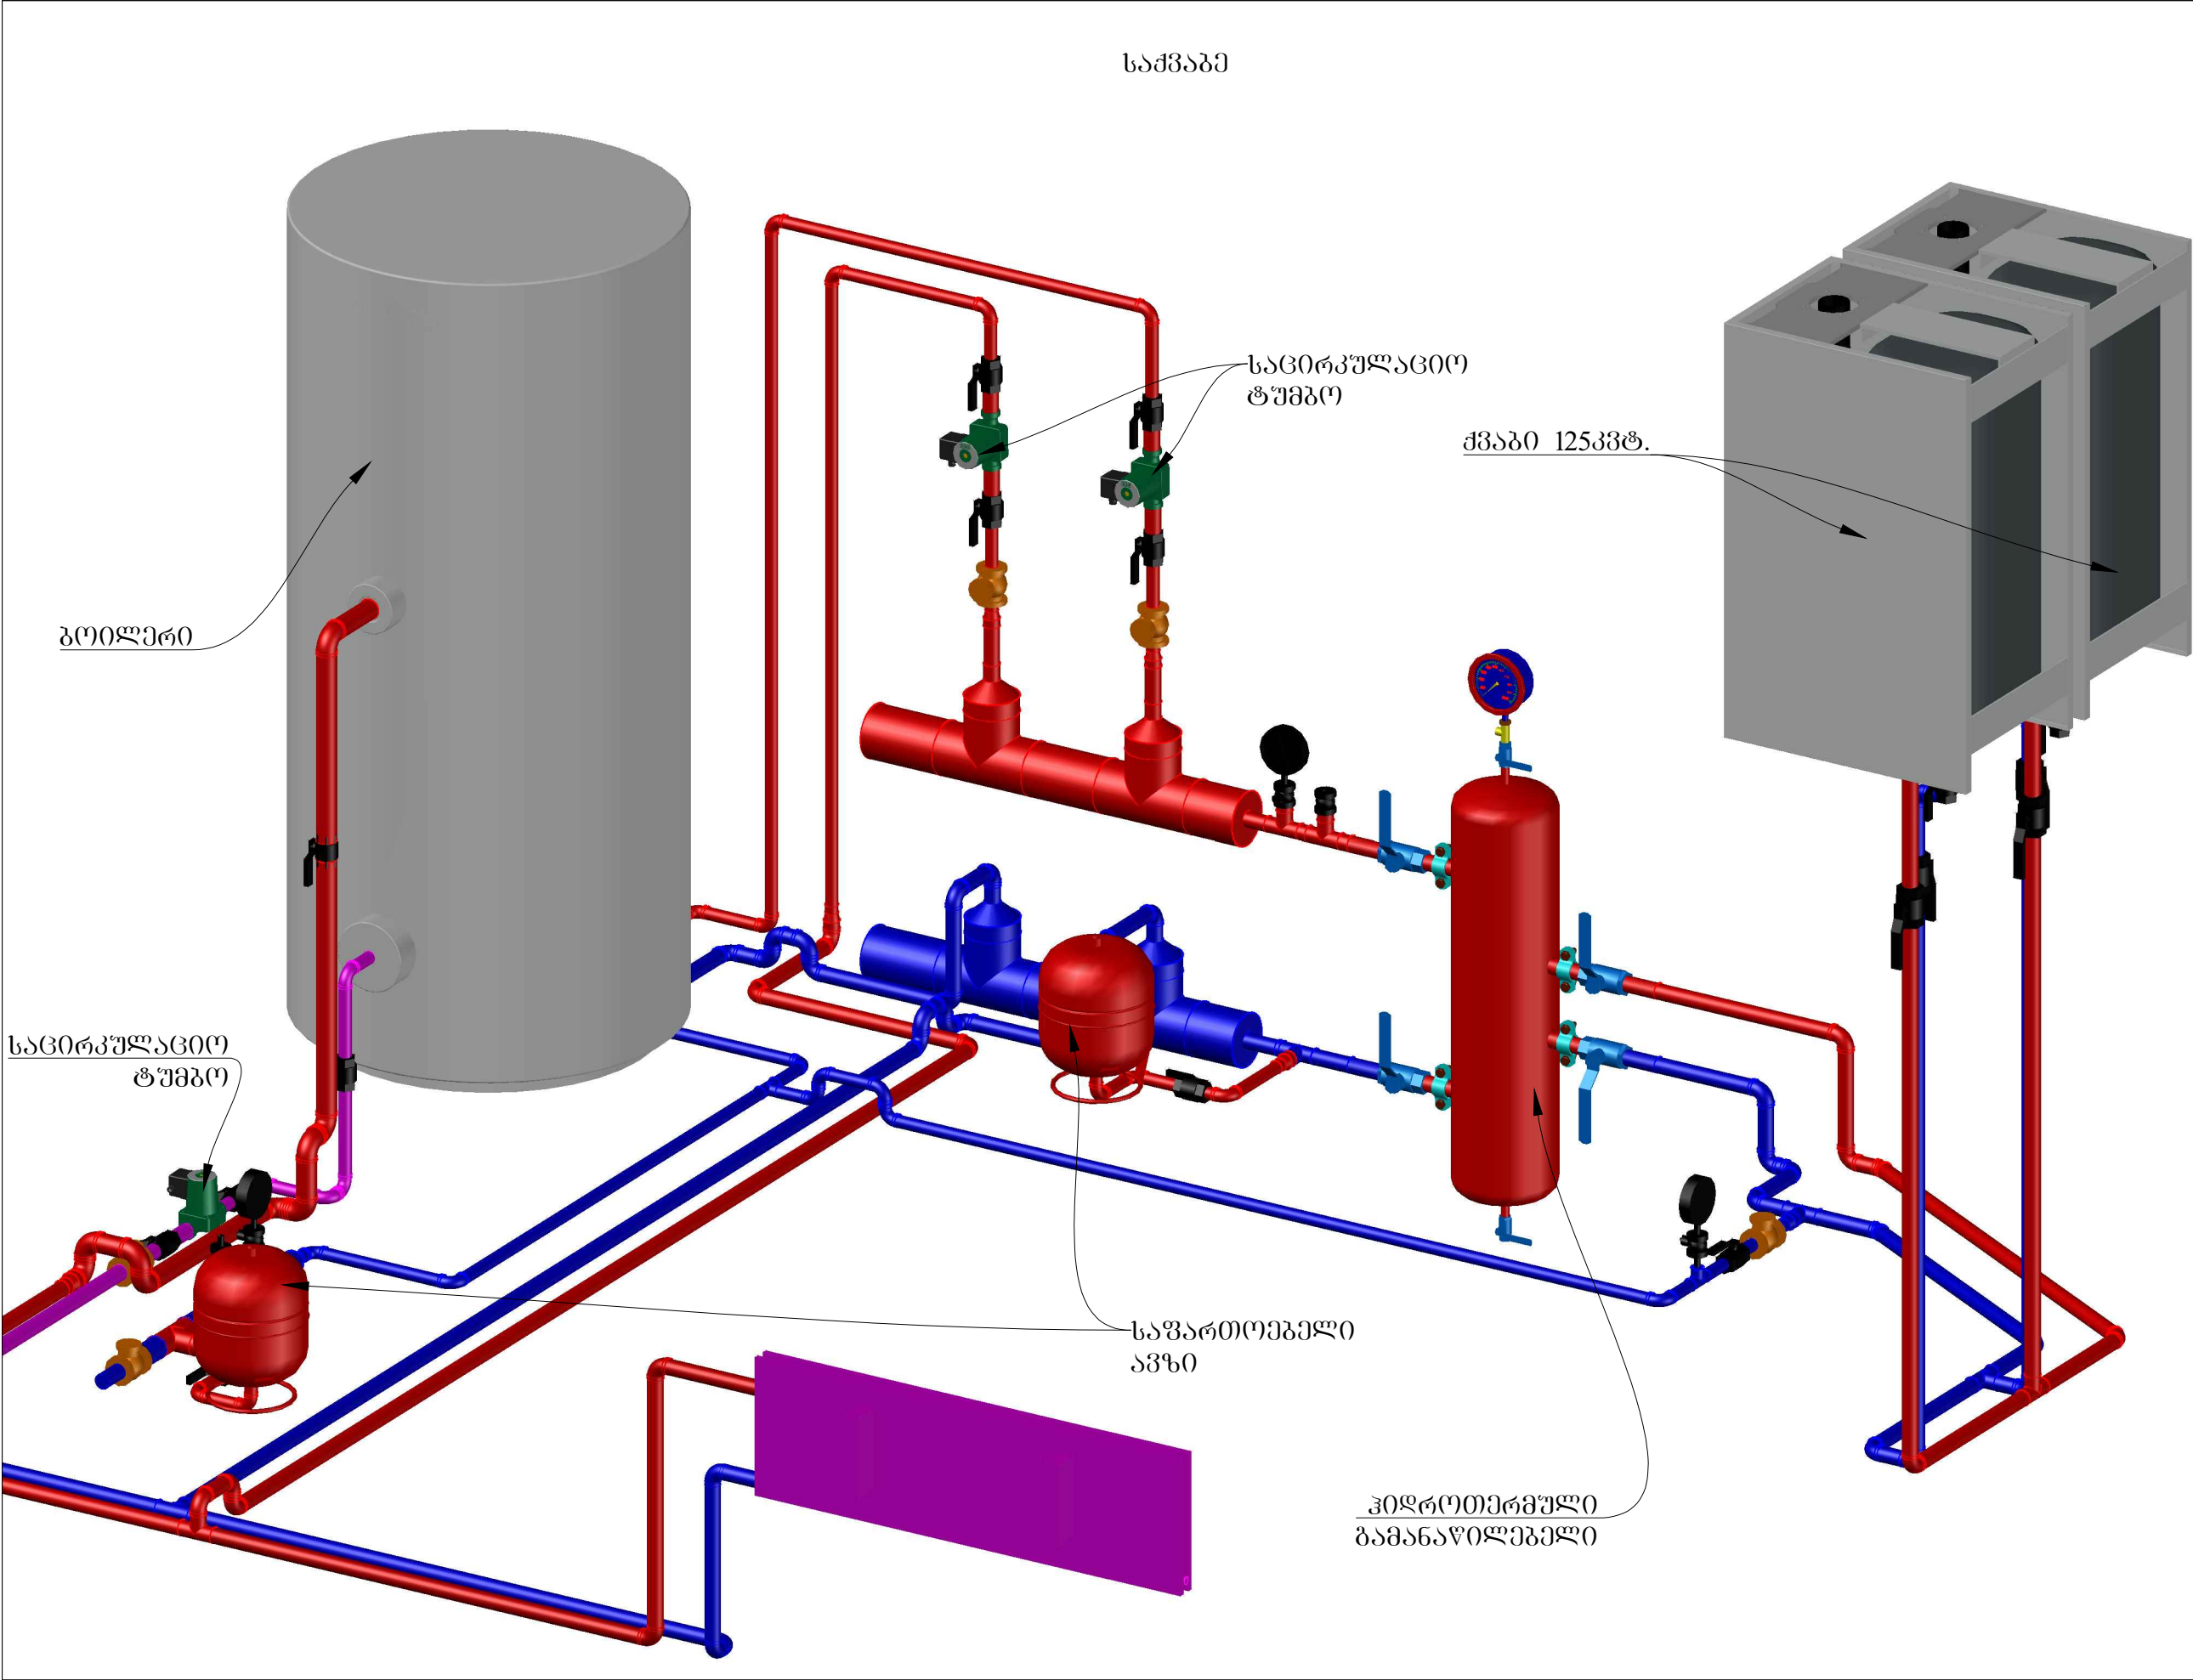 საქვაბე
საცირკულაციო
ტუმბო
ქვაბი 125კვტ.
ბოილერი
საცირკულაციო
ტუმბო
საფართოებელი
ავზი
ჰიდროთერმული
გამანაწილებელი